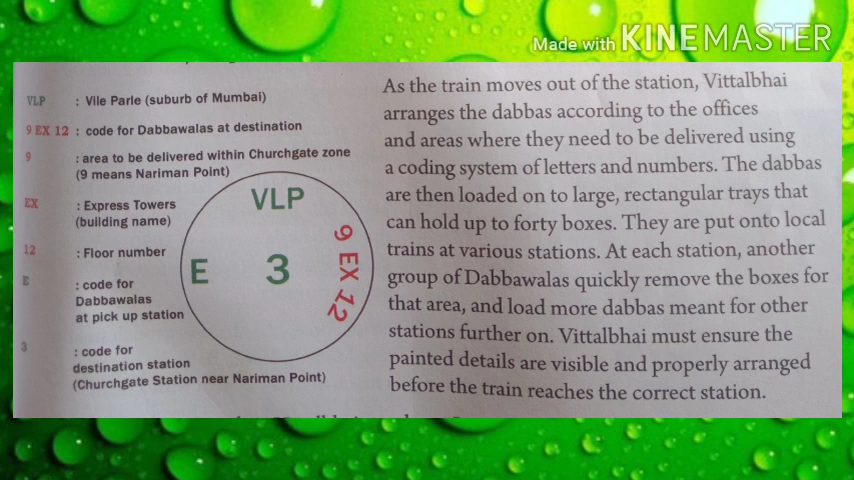 Made with KINEMASTER
VLP : Vile Parle (suburb of Mumbai)
9 EX 12 : code for Dabbawalas at destination
9 : area to be delivered within Churchgate zone
(9 means Nariman Point)
EX : Express Towers
(building name)
12 : Floor number
E : code for
Dabbawalas
at pick up station
3 : code for
destination station
(Churchgate Station near Nariman Point)
VLP
E 3
9 EX 12
As the train moves out of the station, Vittalbhai
arranges the dabbas according to the offices
and areas where they need to be delivered using
a coding system of letters and numbers. The dabbas
are then loaded on to large, rectangular trays that
can hold up to forty boxes. They are put onto local
trains at various stations. At each station, another
group of Dabbawalas quickly remove the boxes for
that area, and load more dabbas meant for other
stations further on. Vittalbhai must ensure the
painted details are visible and properly arranged
before the train reaches the correct station.